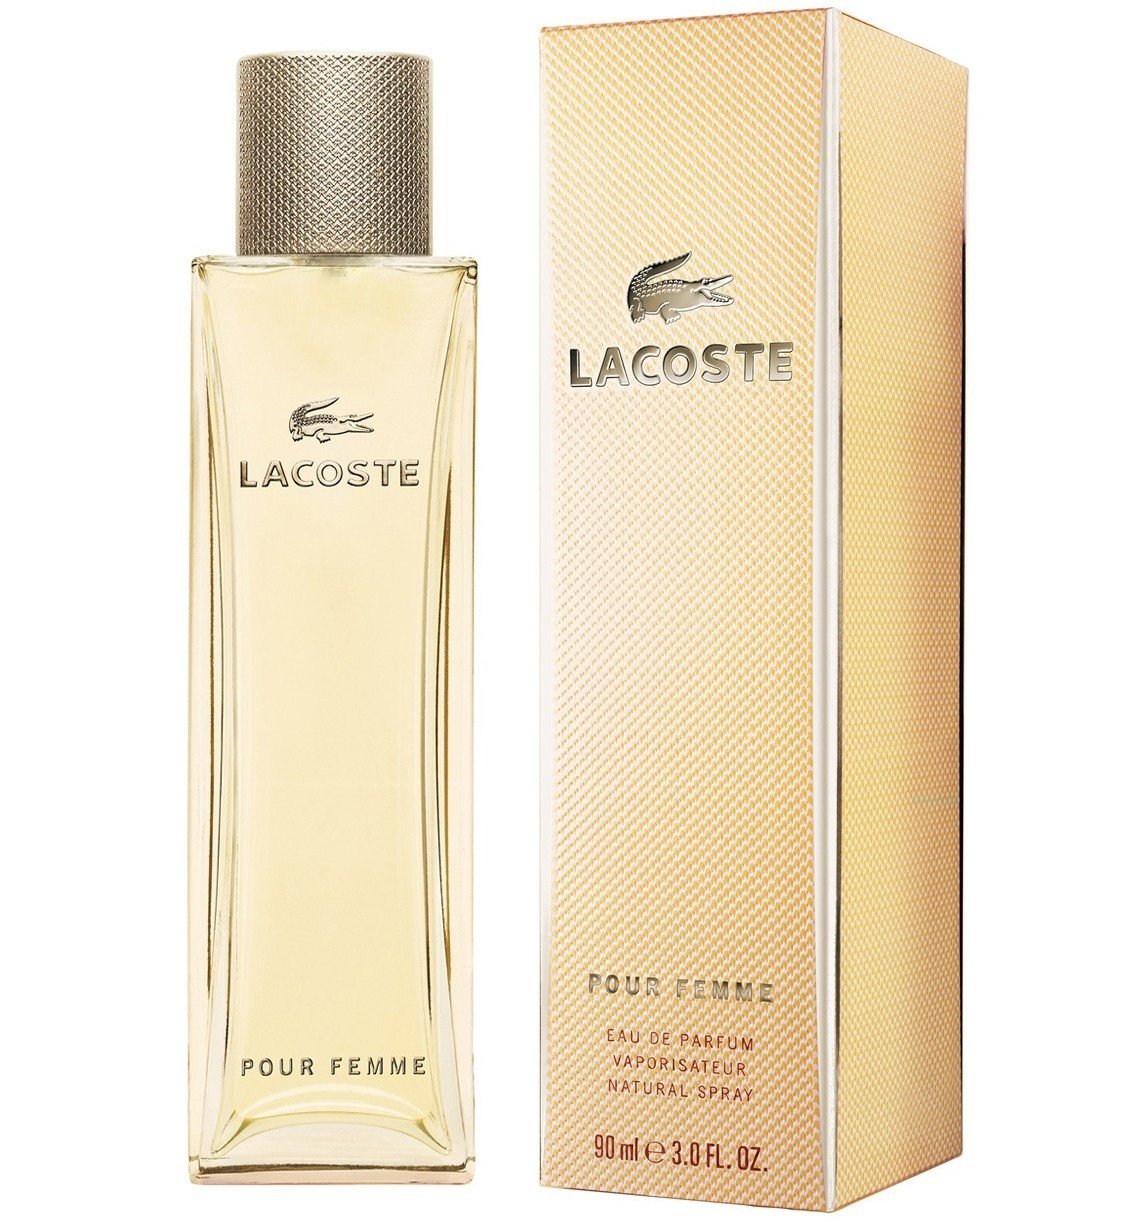 LACOSTE
POUR FEMME
LACOSTE
POUR FEMME
EAU DE PARFUM
VAPORISATEUR
NATURAL SPRAY
90 ml e 3.0 FL. OZ.